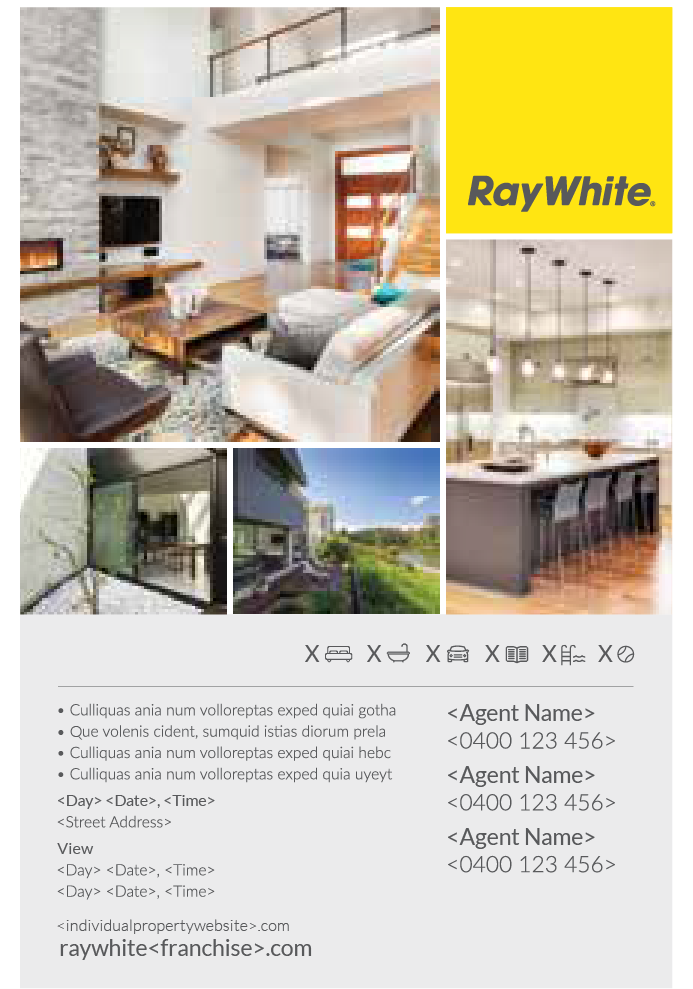 RayWhite®
X X X X X X
• Culliquas ania num volloreptas exped quiai gotha
• Que volenis cident, sumquid istias diorum prela
• Culliquas ania num volloreptas exped quiai hebc
• Culliquas ania num volloreptas exped quia uyeyt
<Day> <Date>, <Time>
<Street Address>
View
<Day> <Date>, <Time>
<Day> <Date>, <Time>
<individualpropertywebsite>.com
raywhite<franchise>.com
<Agent Name>
<0400 123 456>
<Agent Name>
<0400 123 456>
<Agent Name>
<0400 123 456>